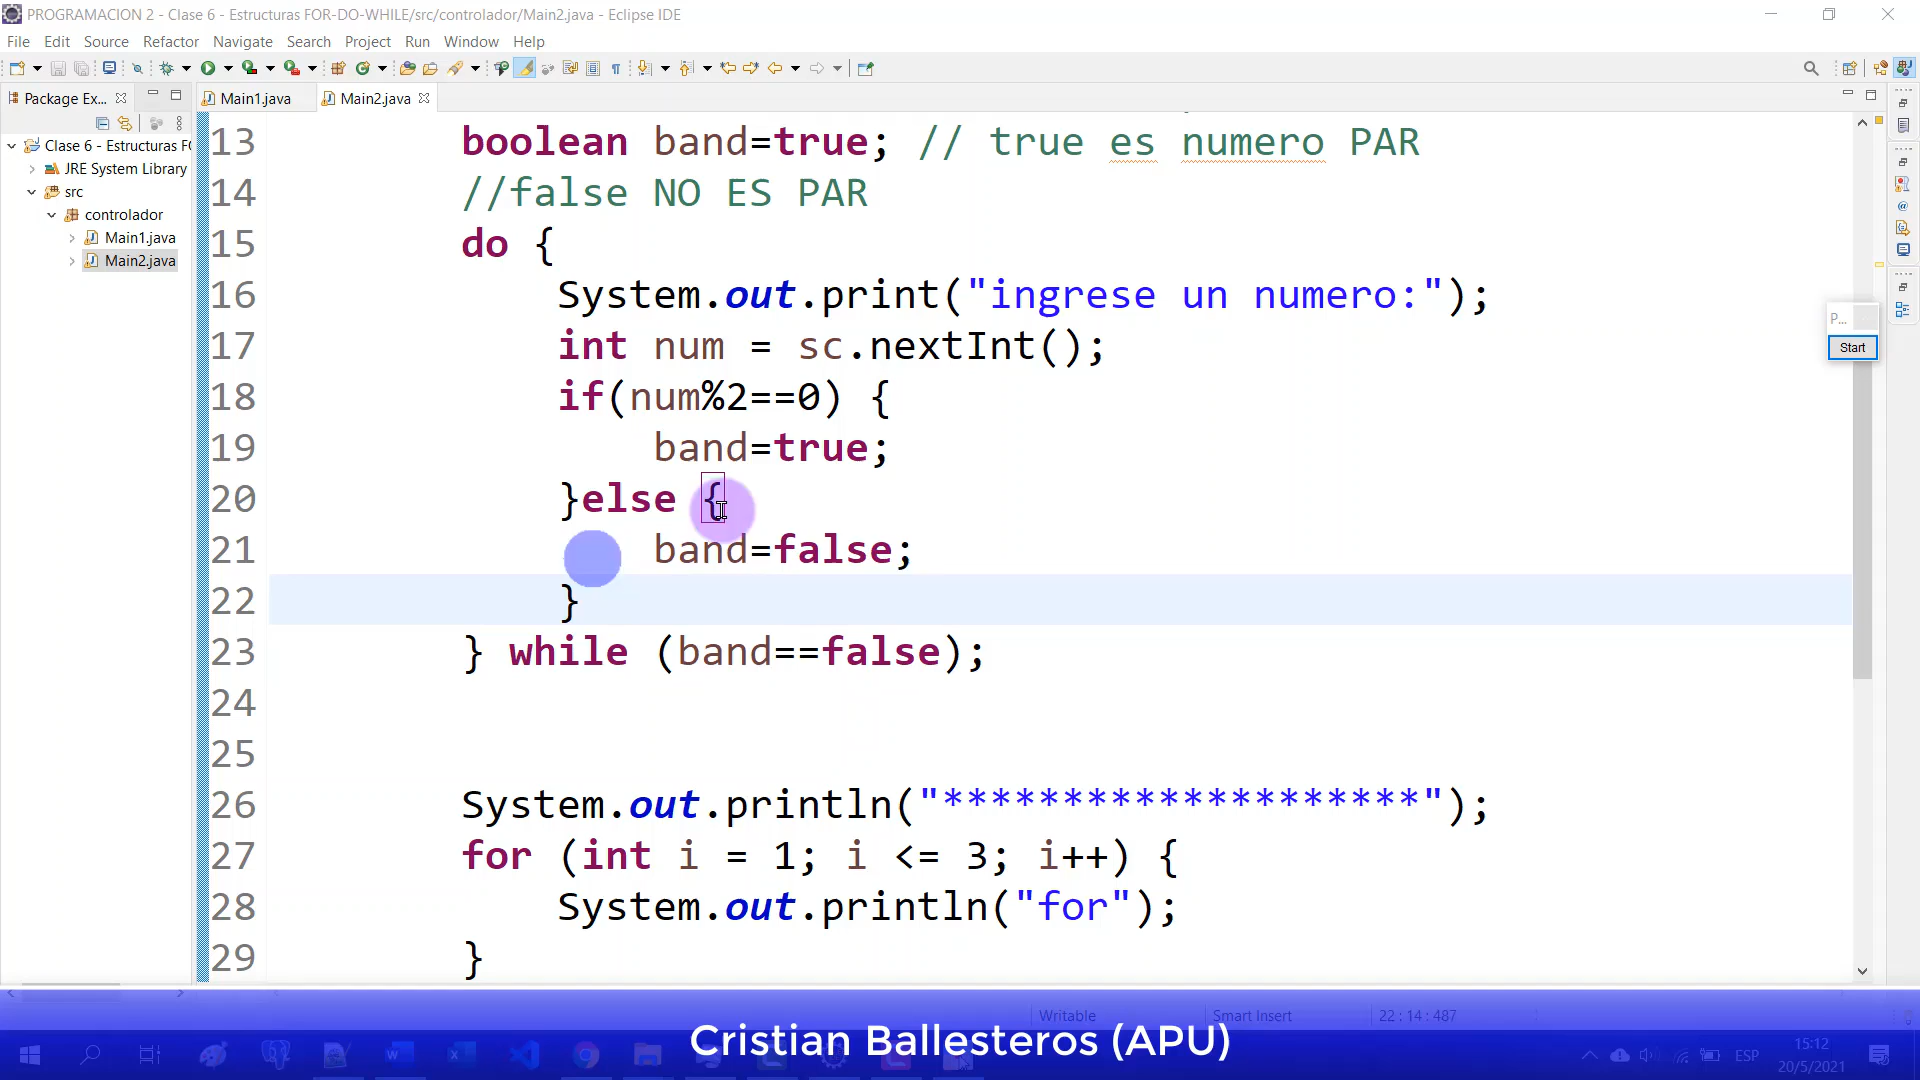 PROGRAMACION 2 - Clase 6 - Estructuras FOR-DO-WHILE/src/controlador/Main2.java - Eclipse IDE
File Edit Source Refactor Navigate Search Project Run Window Help
Package Ex...
Main1.java
Main2.java
Clase 6 - Estructuras F
JRE System Library
src
controlador
Main1.java
Main2.java
13 boolean band=true; // true es numero PAR
14 //false NO ES PAR
15 do {
16 System.out.print("ingrese un numero:");
17 int num = sc.nextInt();
18 if(num%2==0) {
19 band=true;
20 }else {
21 band=false;
22 }
23 } while (band==false);
24
25
26 System.out.println("********************");
27 for (int i = 1; i <= 3; i++) {
28 System.out.println("for");
29 }
P...
Start
Writable Smart Insert 22 : 14 : 487
Cristian Ballesteros (APU)
ESP
15:12
20/5/2021